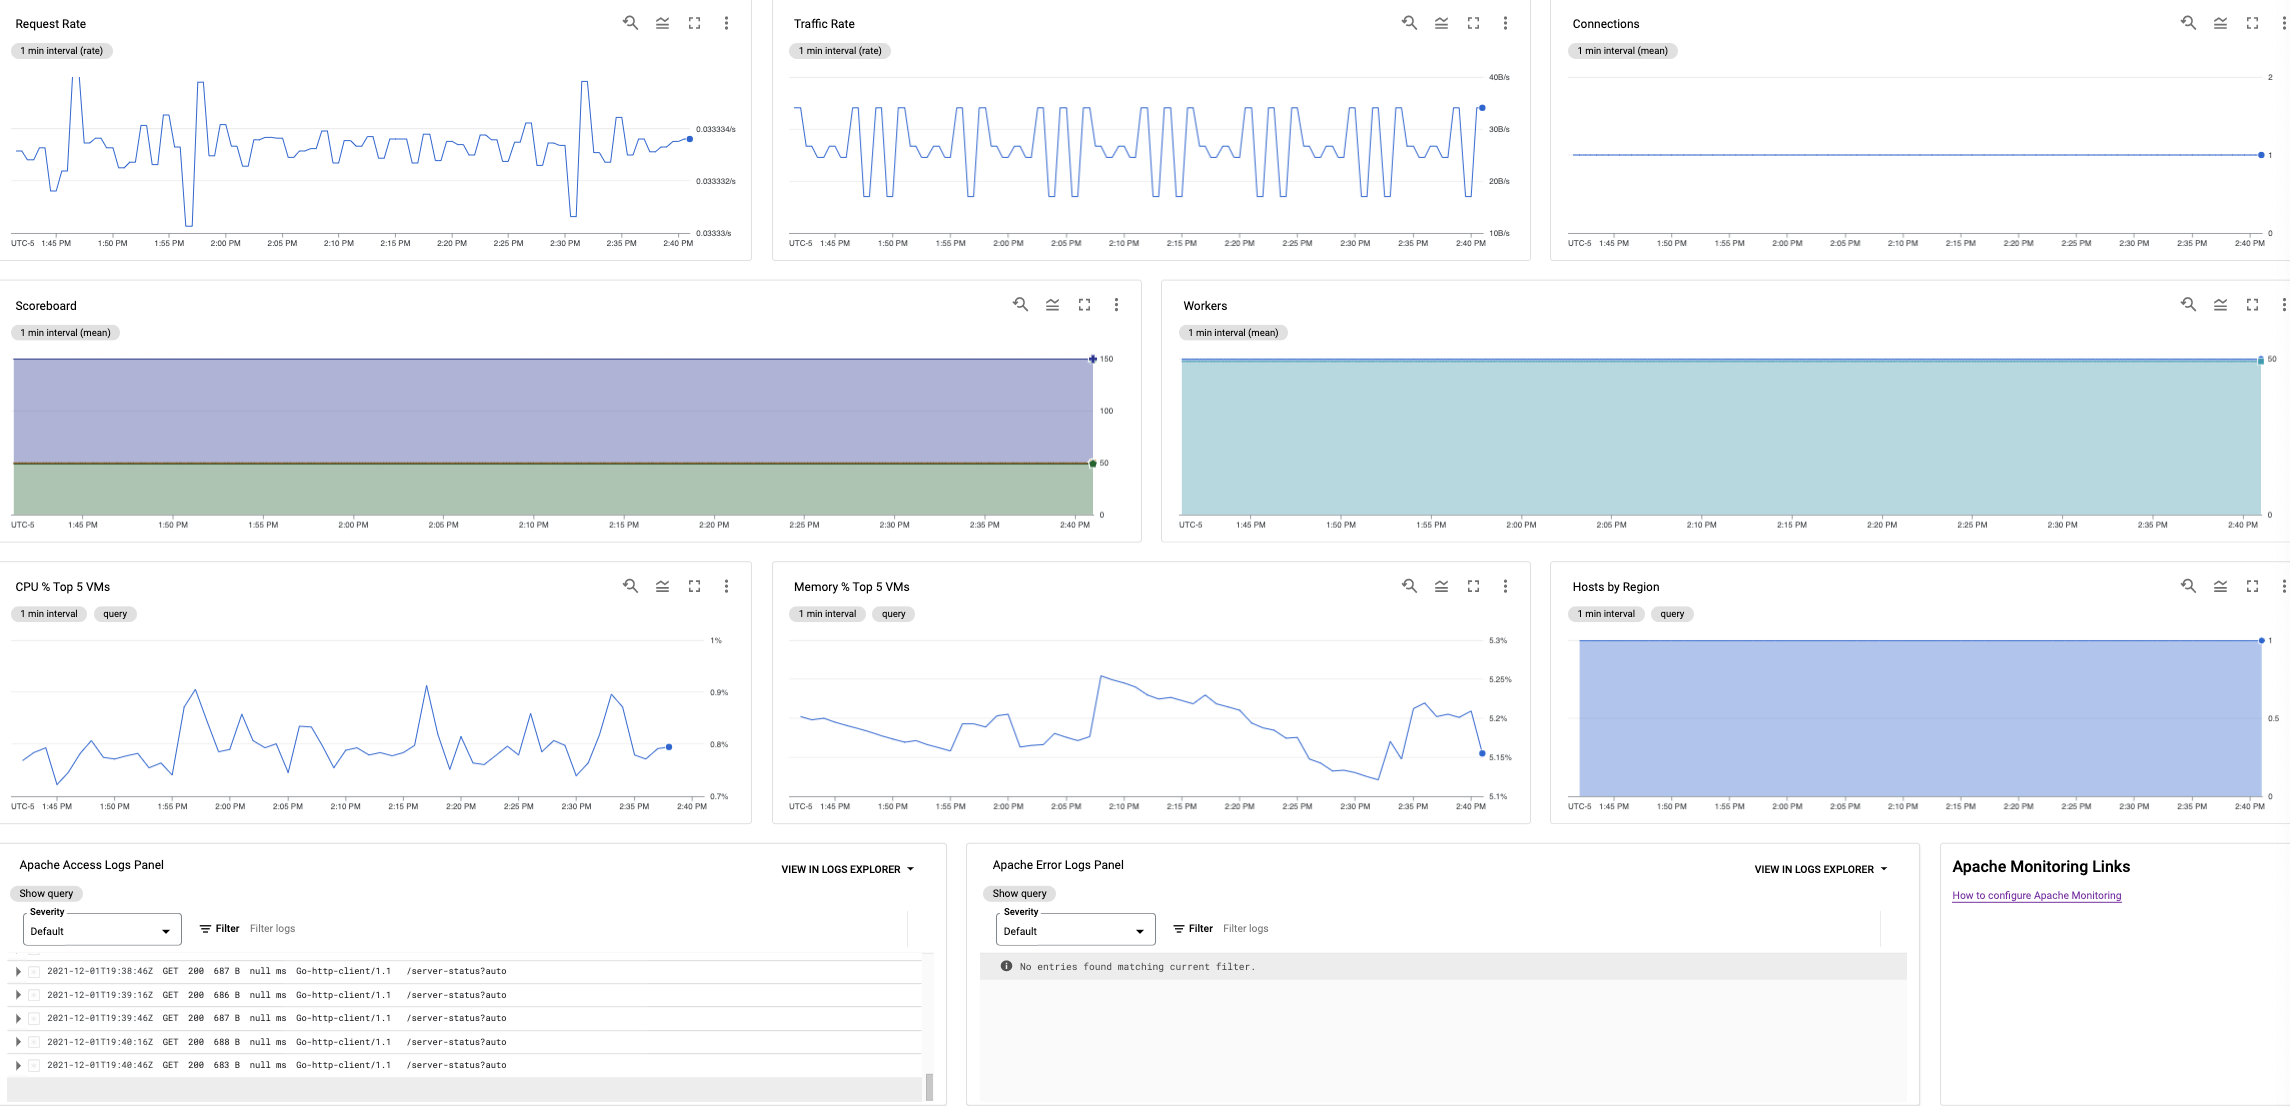 Request Rate
1 min interval (rate)
0.033334/s
0.033332/s
0.03333/s
UTC-5 1:45 PM 1:50 PM 1:55 PM 2:00 PM 2:05 PM 2:10 PM 2:15 PM 2:20 PM 2:25 PM 2:30 PM 2:35 PM 2:40 PM
Traffic Rate
1 min interval (rate)
40B/s
30B/s
20B/s
10B/s
UTC-5 1:45 PM 1:50 PM 1:55 PM 2:00 PM 2:05 PM 2:10 PM 2:15 PM 2:20 PM 2:25 PM 2:30 PM 2:35 PM 2:40 PM
Connections
1 min interval (mean)
2
1
0
UTC-5 1:45 PM 1:50 PM 1:55 PM 2:00 PM 2:05 PM 2:10 PM 2:15 PM 2:20 PM 2:25 PM 2:30 PM 2:35 PM 2:40 PM
Scoreboard
1 min interval (mean)
150
100
50
0
UTC-5 1:45 PM 1:50 PM 1:55 PM 2:00 PM 2:05 PM 2:10 PM 2:15 PM 2:20 PM 2:25 PM 2:30 PM 2:35 PM 2:40 PM
Workers
1 min interval (mean)
50
0
UTC-5 1:45 PM 1:50 PM 1:55 PM 2:00 PM 2:05 PM 2:10 PM 2:15 PM 2:20 PM 2:25 PM 2:30 PM 2:35 PM 2:40 PM
CPU % Top 5 VMs
1 min interval query
1%
0.9%
0.8%
0.7%
UTC-5 1:45 PM 1:50 PM 1:55 PM 2:00 PM 2:05 PM 2:10 PM 2:15 PM 2:20 PM 2:25 PM 2:30 PM 2:35 PM 2:40 PM
Memory % Top 5 VMs
1 min interval query
5.3%
5.25%
5.2%
5.15%
5.1%
UTC-5 1:45 PM 1:50 PM 1:55 PM 2:00 PM 2:05 PM 2:10 PM 2:15 PM 2:20 PM 2:25 PM 2:30 PM 2:35 PM 2:40 PM
Hosts by Region
1 min interval query
1
0.5
0
UTC-5 1:45 PM 1:50 PM 1:55 PM 2:00 PM 2:05 PM 2:10 PM 2:15 PM 2:20 PM 2:25 PM 2:30 PM 2:35 PM 2:40 PM
Apache Access Logs Panel
VIEW IN LOGS EXPLORER
Show query
Severity
Default
Filter Filter logs
2021-12-01T19:38:46Z GET 200 687 B null ms Go-http-client/1.1 /server-status?auto
2021-12-01T19:39:16Z GET 200 686 B null ms Go-http-client/1.1 /server-status?auto
2021-12-01T19:39:46Z GET 200 687 B null ms Go-http-client/1.1 /server-status?auto
2021-12-01T19:40:16Z GET 200 688 B null ms Go-http-client/1.1 /server-status?auto
2021-12-01T19:40:46Z GET 200 683 B null ms Go-http-client/1.1 /server-status?auto
Apache Error Logs Panel
VIEW IN LOGS EXPLORER
Show query
Severity
Default
Filter Filter logs
No entries found matching current filter.
Apache Monitoring Links
How to configure Apache Monitoring